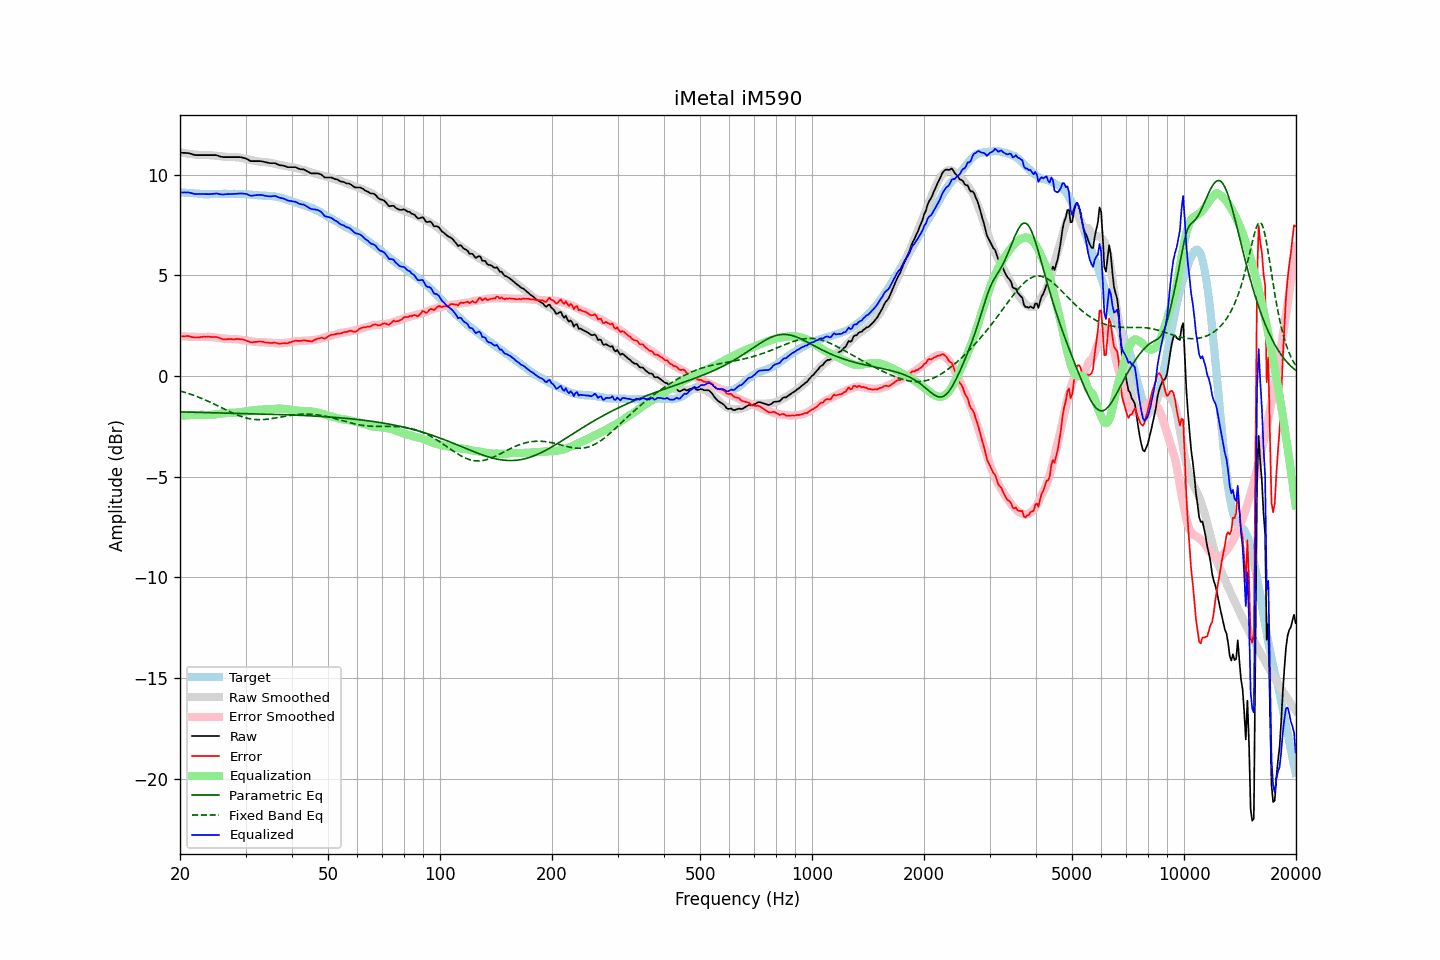 iMetal iM590
Amplitude (dBr)
10
5
0
−5
−10
−15
−20
Target
Raw Smoothed
Error Smoothed
Raw
Error
Equalization
Parametric Eq
Fixed Band Eq
Equalized
20 50 100 200 500 1000 2000 5000 10000 20000
Frequency (Hz)